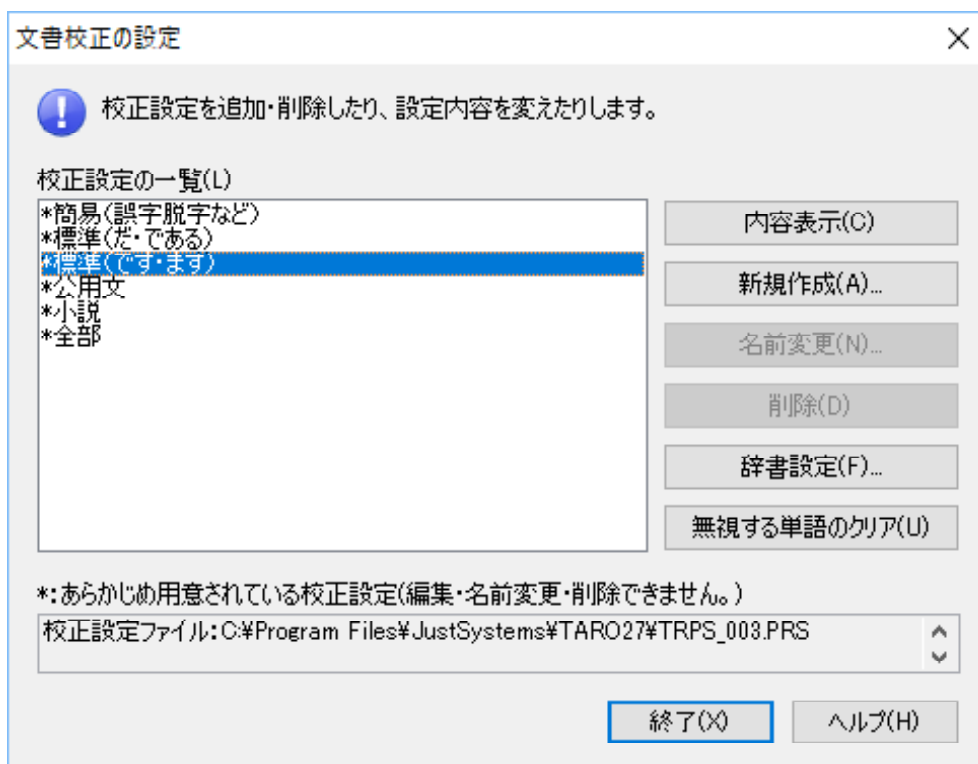 文書校正の設定
校正設定を追加・削除したり、設定内容を変えたりします。
校正設定の一覧(L)
*簡易(誤字脱字など)
*標準(だ・である)
*標準(です・ます)
*公用文
*小説
*全部
内容表示(C)
新規作成(A)...
名前変更(N)...
削除(D)
辞書設定(F)...
無視する単語のクリア(U)
*:あらかじめ用意されている校正設定(編集・名前変更・削除できません。)
校正設定ファイル:C:¥Program Files¥JustSystems¥TARO27¥TRPS_003.PRS
終了(X)
ヘルプ(H)